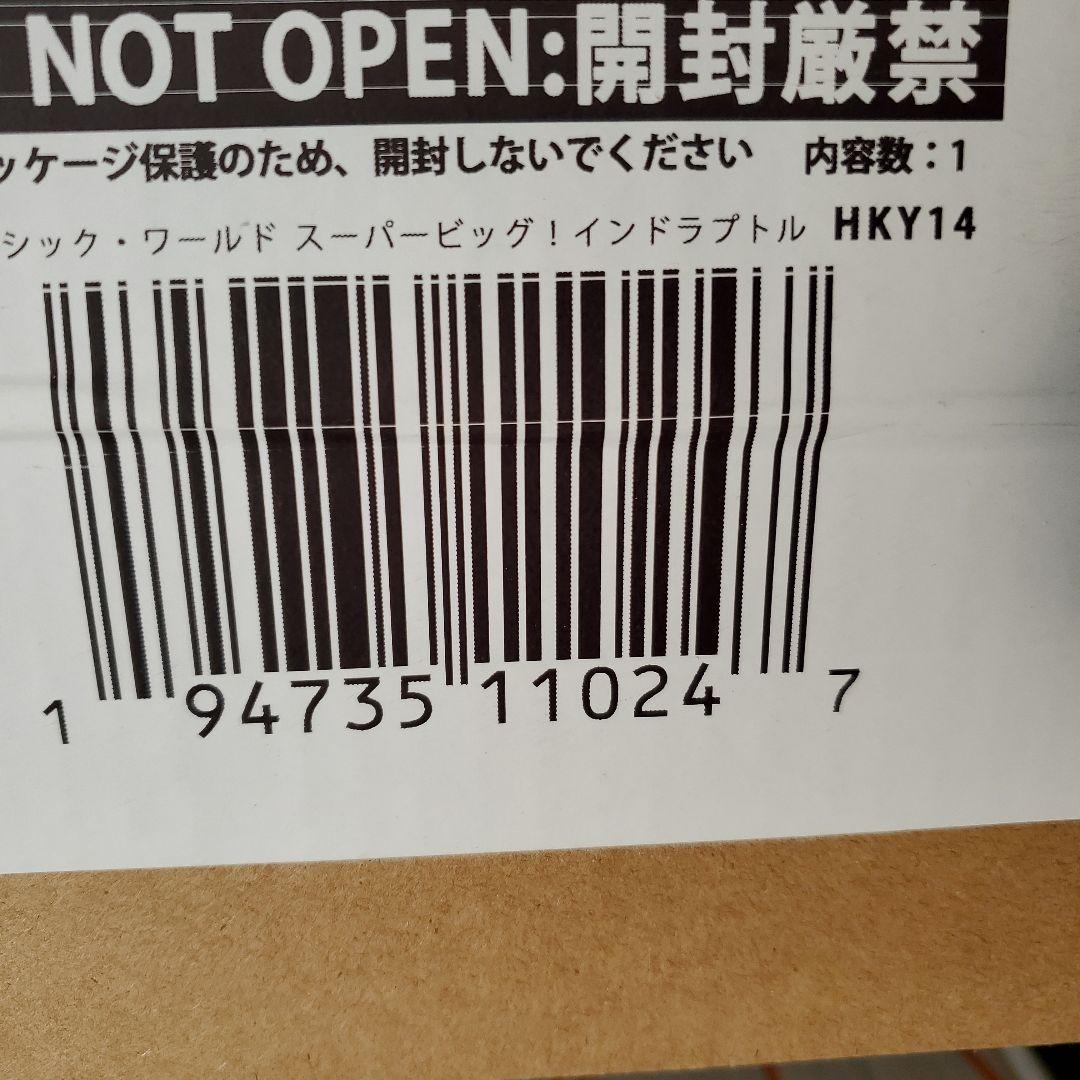 NOT OPEN:開封厳禁
ッケージ保護のため、開封しないでください 内容数：1
シック・ワールド スーパービッグ！インドラプトル HKY14
1 94735 11024 7